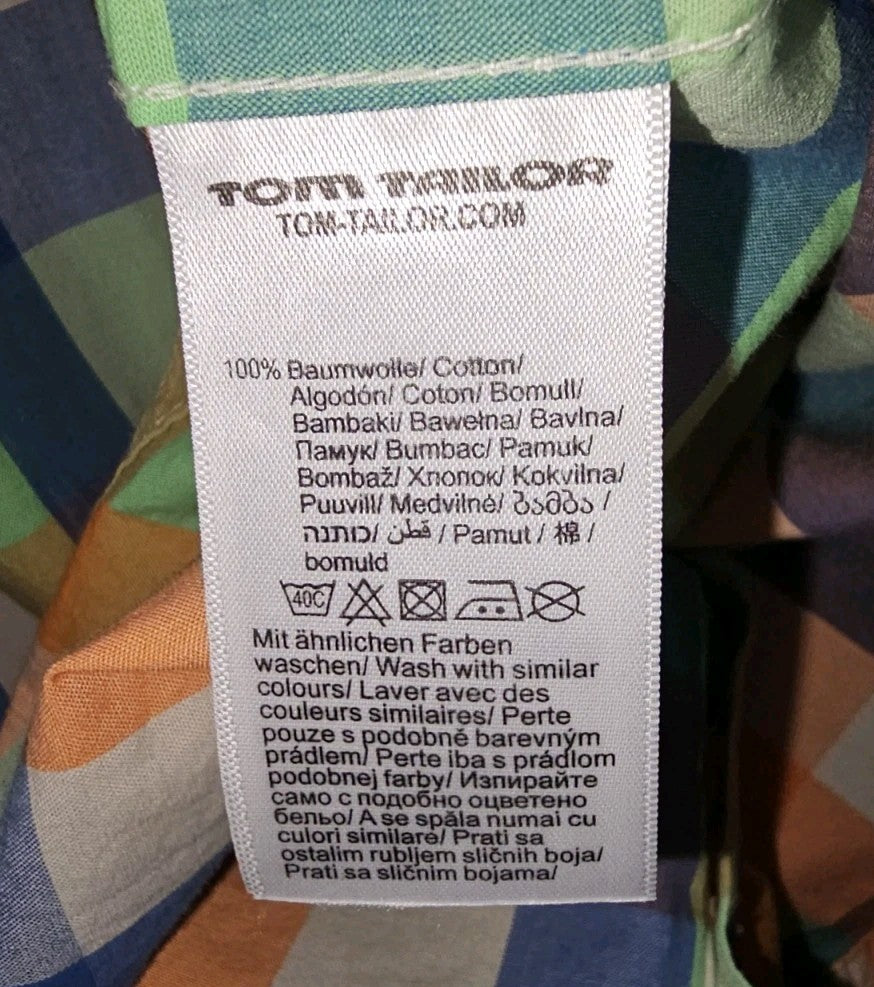 TOM TAILOR
TOM-TAILOR.COM
100% Baumwolle/ Cotton/
Algodón/ Coton/ Bomull/
Bambaki/ Bawełna/ Bavlna/
Памук/ Bumbac/ Pamuk/
Bombaž/ Хлопок/ Kokvilna/
Puuvill/ Medvilnė/ ბამბა /
כותנה/ قطن / Pamut / 棉 /
bomuld
40C
Mit ähnlichen Farben
waschen/ Wash with similar
colours/ Laver avec des
couleurs similaires/ Perte
pouze s podobně barevným
prádlem/ Perte iba s prádlom
podobnej farby/ Изпирайте
само с подобно оцветено
бельо/ A se spăla numai cu
culori similare/ Prati sa
ostalim rubljem sličnih boja/
Prati sa sličnim bojama/